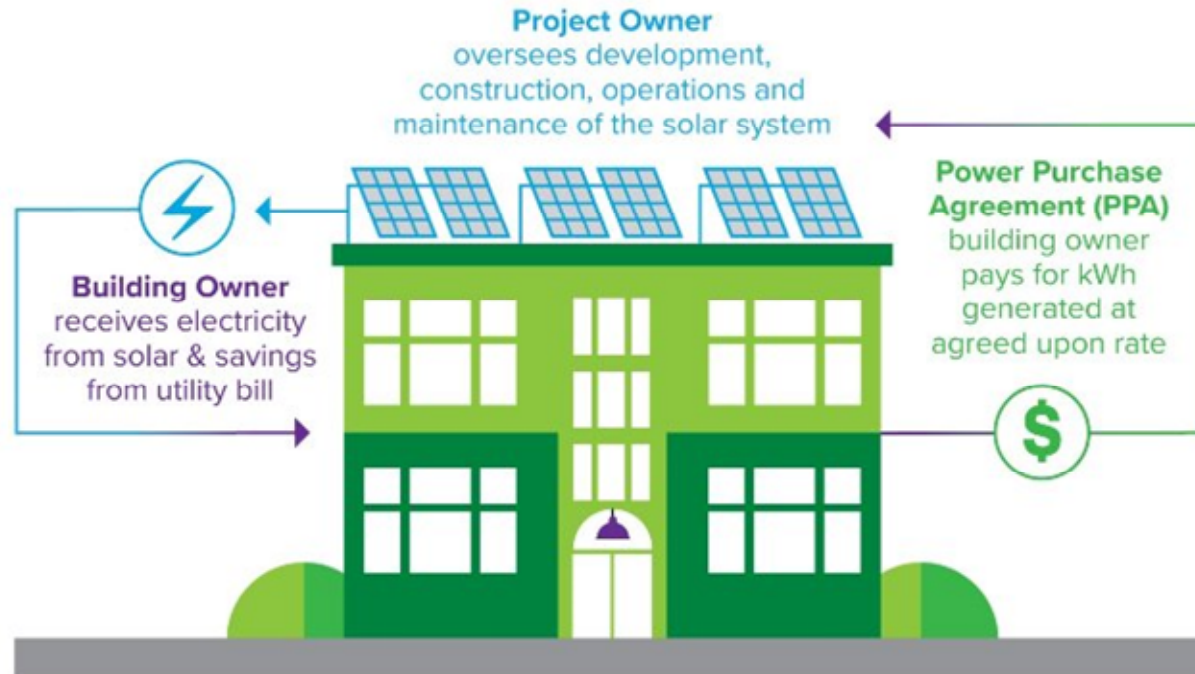 Project Owner
oversees development,
construction, operations and
maintenance of the solar system
Building Owner
receives electricity
from solar & savings
from utility bill
Power Purchase
Agreement (PPA)
building owner
pays for kWh
generated at
agreed upon rate
$